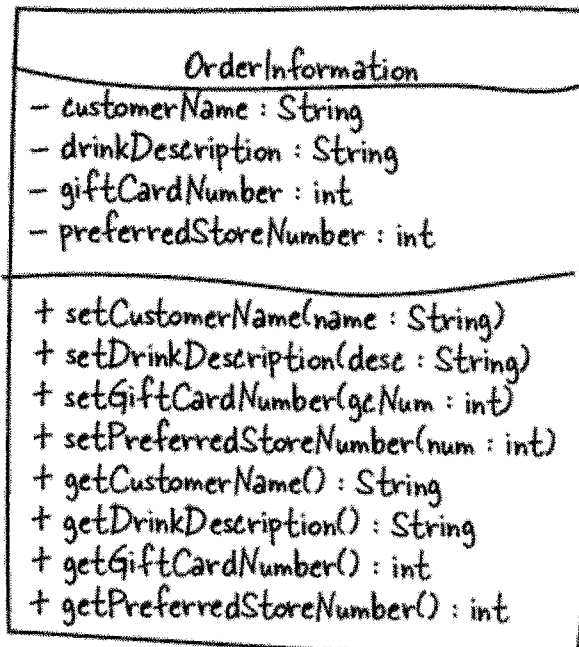 OrderInformation
- customerName : String
- drinkDescription : String
- giftCardNumber : int
- preferredStoreNumber : int
+ setCustomerName(name : String)
+ setDrinkDescription(desc : String)
+ setGiftCardNumber(gcNum : int)
+ setPreferredStoreNumber(num : int)
+ getCustomerName() : String
+ getDrinkDescription() : String
+ getGiftCardNumber() : int
+ getPreferredStoreNumber() : int